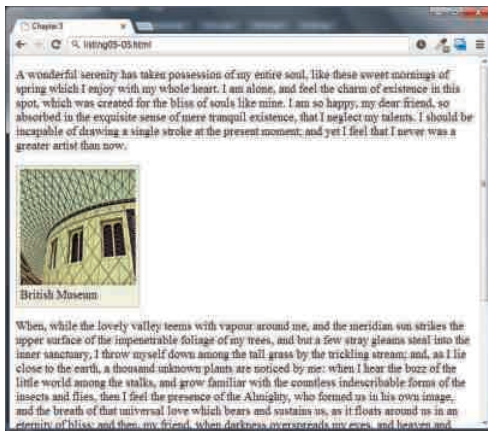 Chapter3
listing05-05.html
A wonderful serenity has taken possession of my entire soul, like these sweet mornings of
spring which I enjoy with my whole heart. I am alone, and feel the charm of existence in this
spot, which was created for the bliss of souls like mine. I am so happy, my dear friend, so
absorbed in the exquisite sense of mere tranquil existence, that I neglect my talents. I should be
incapable of drawing a single stroke at the present moment; and yet I feel that I never was a
greater artist than now.
British Museum
When, while the lovely valley teems with vapour around me, and the meridian sun strikes the
upper surface of the impenetrable foliage of my trees, and but a few stray gleams steal into the
inner sanctuary, I throw myself down among the tall grass by the trickling stream; and, as I lie
close to the earth, a thousand unknown plants are noticed by me: when I hear the buzz of the
little world among the stalks, and grow familiar with the countless indescribable forms of the
insects and flies, then I feel the presence of the Almighty, who formed us in his own image,
and the breath of that universal love which bears and sustains us, as it floats around us in an
eternity of bliss; and then, my friend, when darkness overspreads my eyes, and heaven and